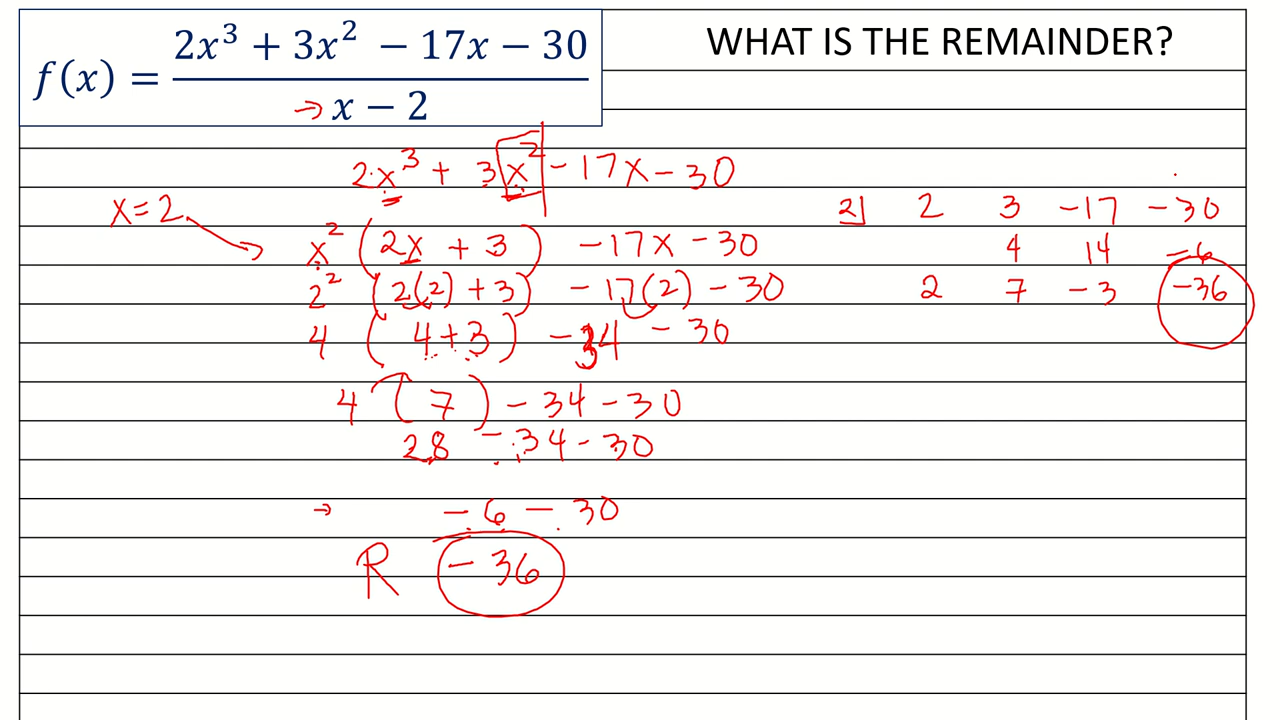 f(x) = (2x³ + 3x² − 17x − 30) / (x − 2)
WHAT IS THE REMAINDER?
→
2x³ + 3x² − 17x − 30
x = 2
x² (2x + 3) − 17x − 30
2² (2(2) + 3) − 17(2) − 30
4 (4 + 3) − 34 − 30
4 (7) − 34 − 30
28 − 34 − 30
→ − 6 − 30
R − 36
2| 2 3 −17 −30
4 14 −6
2 7 −3 −36